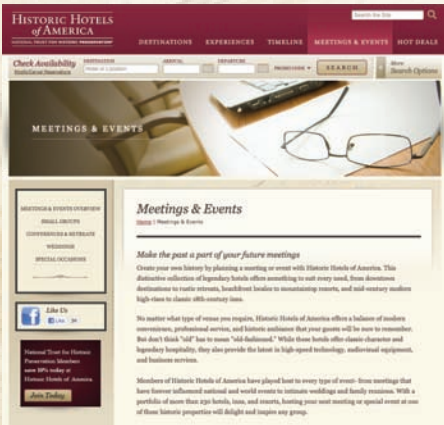 HISTORIC HOTELS
of AMERICA
NATIONAL TRUST FOR HISTORIC PRESERVATION
Search the Site
DESTINATIONS EXPERIENCES TIMELINE MEETINGS & EVENTS HOT DEALS
Check Availability
DESTINATION
ARRIVAL
DEPARTURE
PROMO CODE
SEARCH
More
Search Options
MEETINGS & EVENTS
MEETINGS & EVENTS OVERVIEW
SMALL GROUPS
CONFERENCES & RETREATS
WEDDINGS
SPECIAL OCCASIONS
Like Us
Like
National Trust for Historic
Preservation Members
save 10% today at
Historic Hotels of America
Join Today
Meetings & Events
Home | Meetings & Events
Make the past a part of your future meetings
Create your own history by planning a meeting or event with Historic Hotels of America. This
distinctive collection of legendary hotels offers something to suit every need, from downtown
destinations to rustic retreats, beachfront locales to mountaintop resorts, and mid-century modern
high-rises to classic 18th-century inns.
No matter what type of venue you require, Historic Hotels of America offers a balance of modern
conveniences, professional service, and historic ambiance that your guests will be sure to remember.
But don't think "old" has to mean "old-fashioned." While these hotels offer classic character and
legendary hospitality, they also provide the latest in high-speed technology, audiovisual equipment,
and business services.
Members of Historic Hotels of America have played host to every type of event- from meetings that
have forever influenced national and world events to intimate weddings and family reunions. With a
portfolio of more than 230 hotels, inns, and resorts, hosting your next meeting or special event at one
of these historic properties will delight and inspire any group.